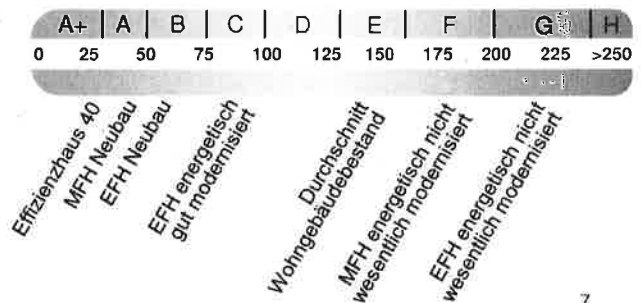 A+ A B C D E F G H
0 25 50 75 100 125 150 175 200 225 >250
Effizienzhaus 40
MFH Neubau
EFH Neubau
EFH energetisch
gut modernisiert
Durchschnitt
Wohngebäudebestand
MFH energetisch nicht
wesentlich modernisiert
EFH energetisch nicht
wesentlich modernisiert
7